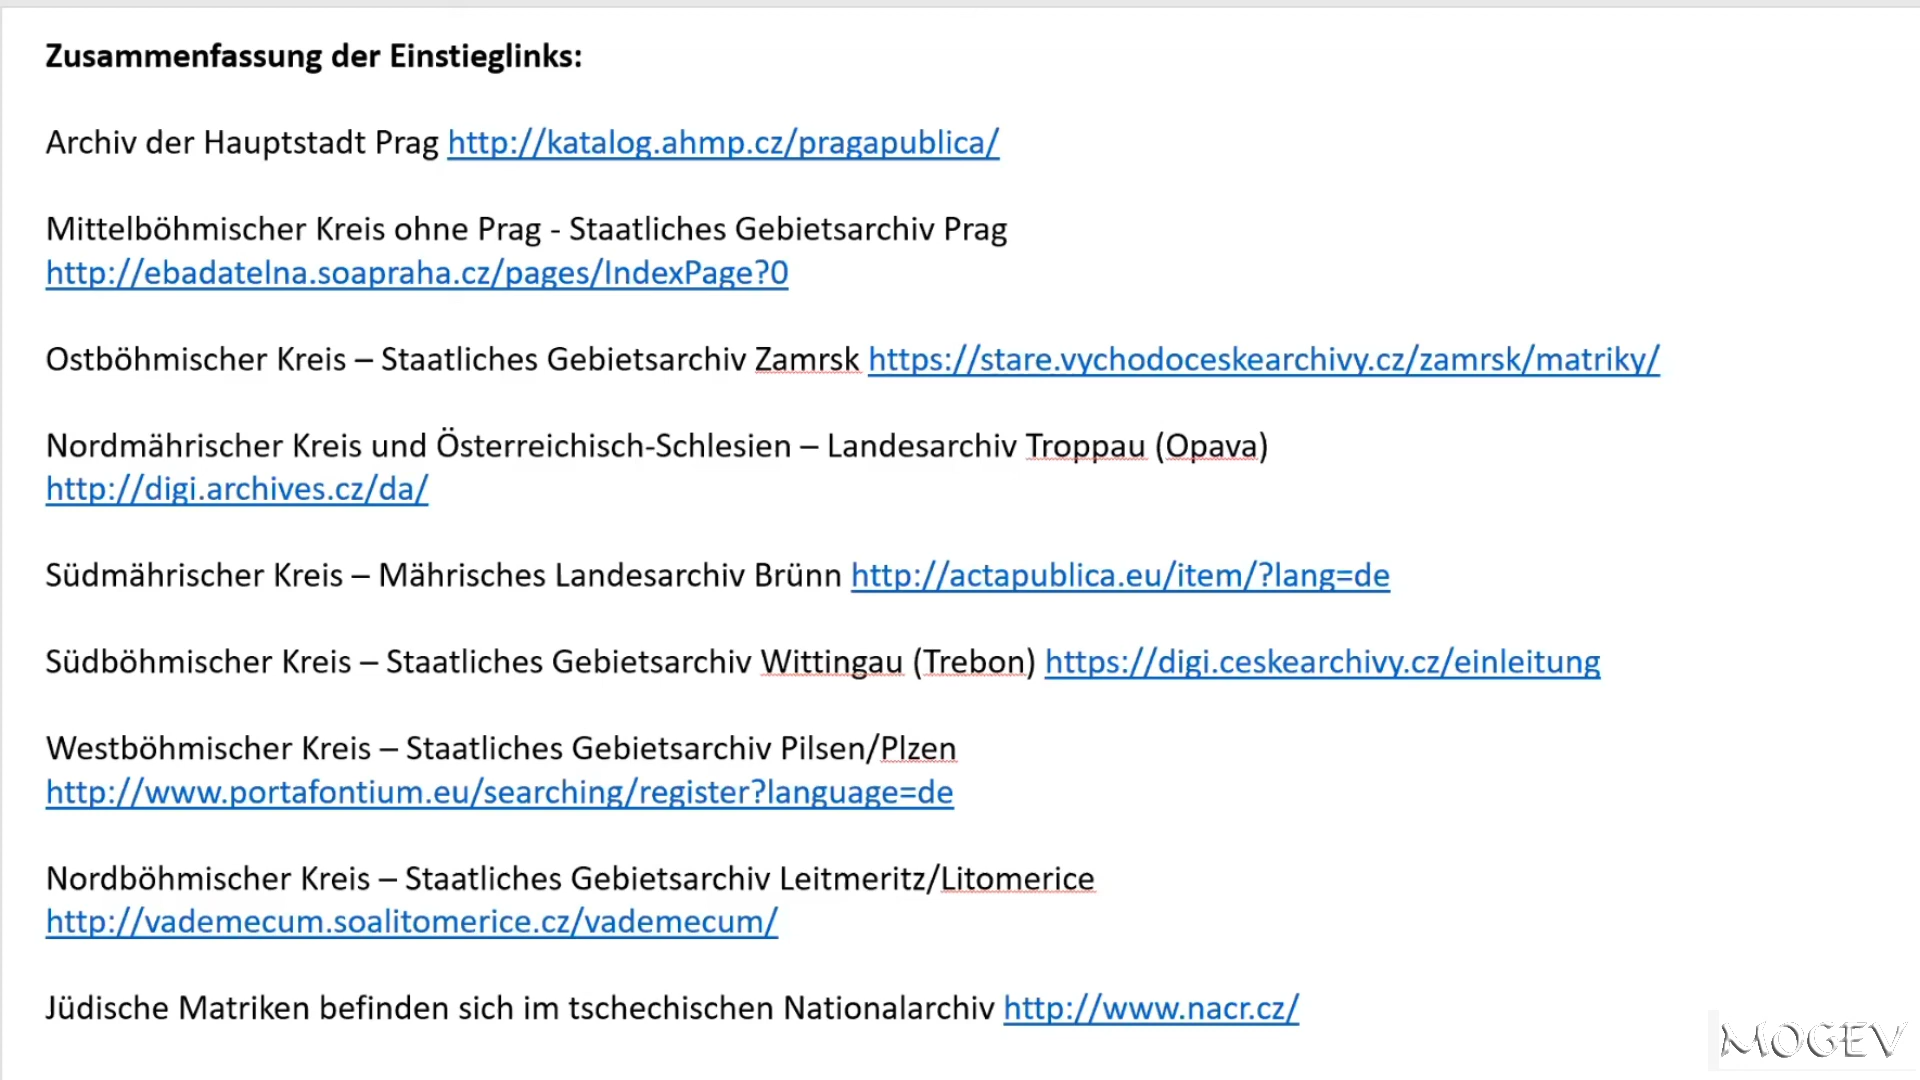 Zusammenfassung der Einstieglinks:
Archiv der Hauptstadt Prag http://katalog.ahmp.cz/pragapublica/
Mittelböhmischer Kreis ohne Prag - Staatliches Gebietsarchiv Prag
http://ebadatelna.soapraha.cz/pages/IndexPage?0
Ostböhmischer Kreis – Staatliches Gebietsarchiv Zamrsk https://stare.vychodoceskearchivy.cz/zamrsk/matriky/
Nordmährischer Kreis und Österreichisch-Schlesien – Landesarchiv Troppau (Opava)
http://digi.archives.cz/da/
Südmährischer Kreis – Mährisches Landesarchiv Brünn http://actapublica.eu/item/?lang=de
Südböhmischer Kreis – Staatliches Gebietsarchiv Wittingau (Trebon) https://digi.ceskearchivy.cz/einleitung
Westböhmischer Kreis – Staatliches Gebietsarchiv Pilsen/Plzen
http://www.portafontium.eu/searching/register?language=de
Nordböhmischer Kreis – Staatliches Gebietsarchiv Leitmeritz/Litomerice
http://vademecum.soalitomerice.cz/vademecum/
Jüdische Matriken befinden sich im tschechischen Nationalarchiv http://www.nacr.cz/
MOGEV